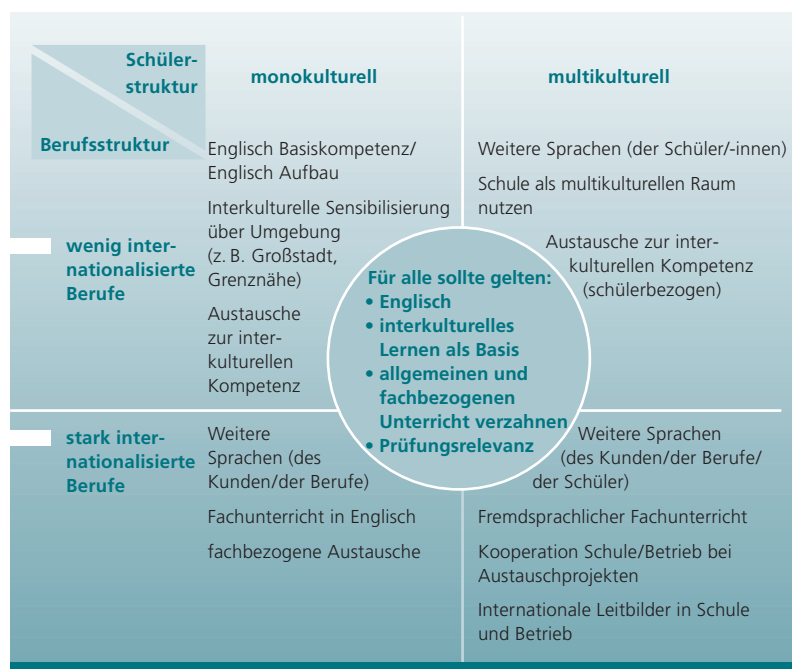 Schüler-
struktur
Berufsstruktur
monokulturell
multikulturell
wenig inter-
nationalisierte
Berufe
Englisch Basiskompetenz/
Englisch Aufbau
Interkulturelle Sensibilisierung
über Umgebung
(z. B. Großstadt,
Grenznähe)
Austausche
zur inter-
kulturellen
Kompetenz
Weitere Sprachen (der Schüler/-innen)
Schule als multikulturellen Raum
nutzen
Austausche zur inter-
kulturellen Kompetenz
(schülerbezogen)
Für alle sollte gelten:
• Englisch
• interkulturelles
Lernen als Basis
• allgemeinen und
fachbezogenen
Unterricht verzahnen
• Prüfungsrelevanz
stark inter-
nationalisierte
Berufe
Weitere
Sprachen (des
Kunden/der Berufe)
Fachunterricht in Englisch
fachbezogene Austausche
Weitere Sprachen
(des Kunden/der Berufe/
der Schüler)
Fremdsprachlicher Fachunterricht
Kooperation Schule/Betrieb bei
Austauschprojekten
Internationale Leitbilder in Schule
und Betrieb